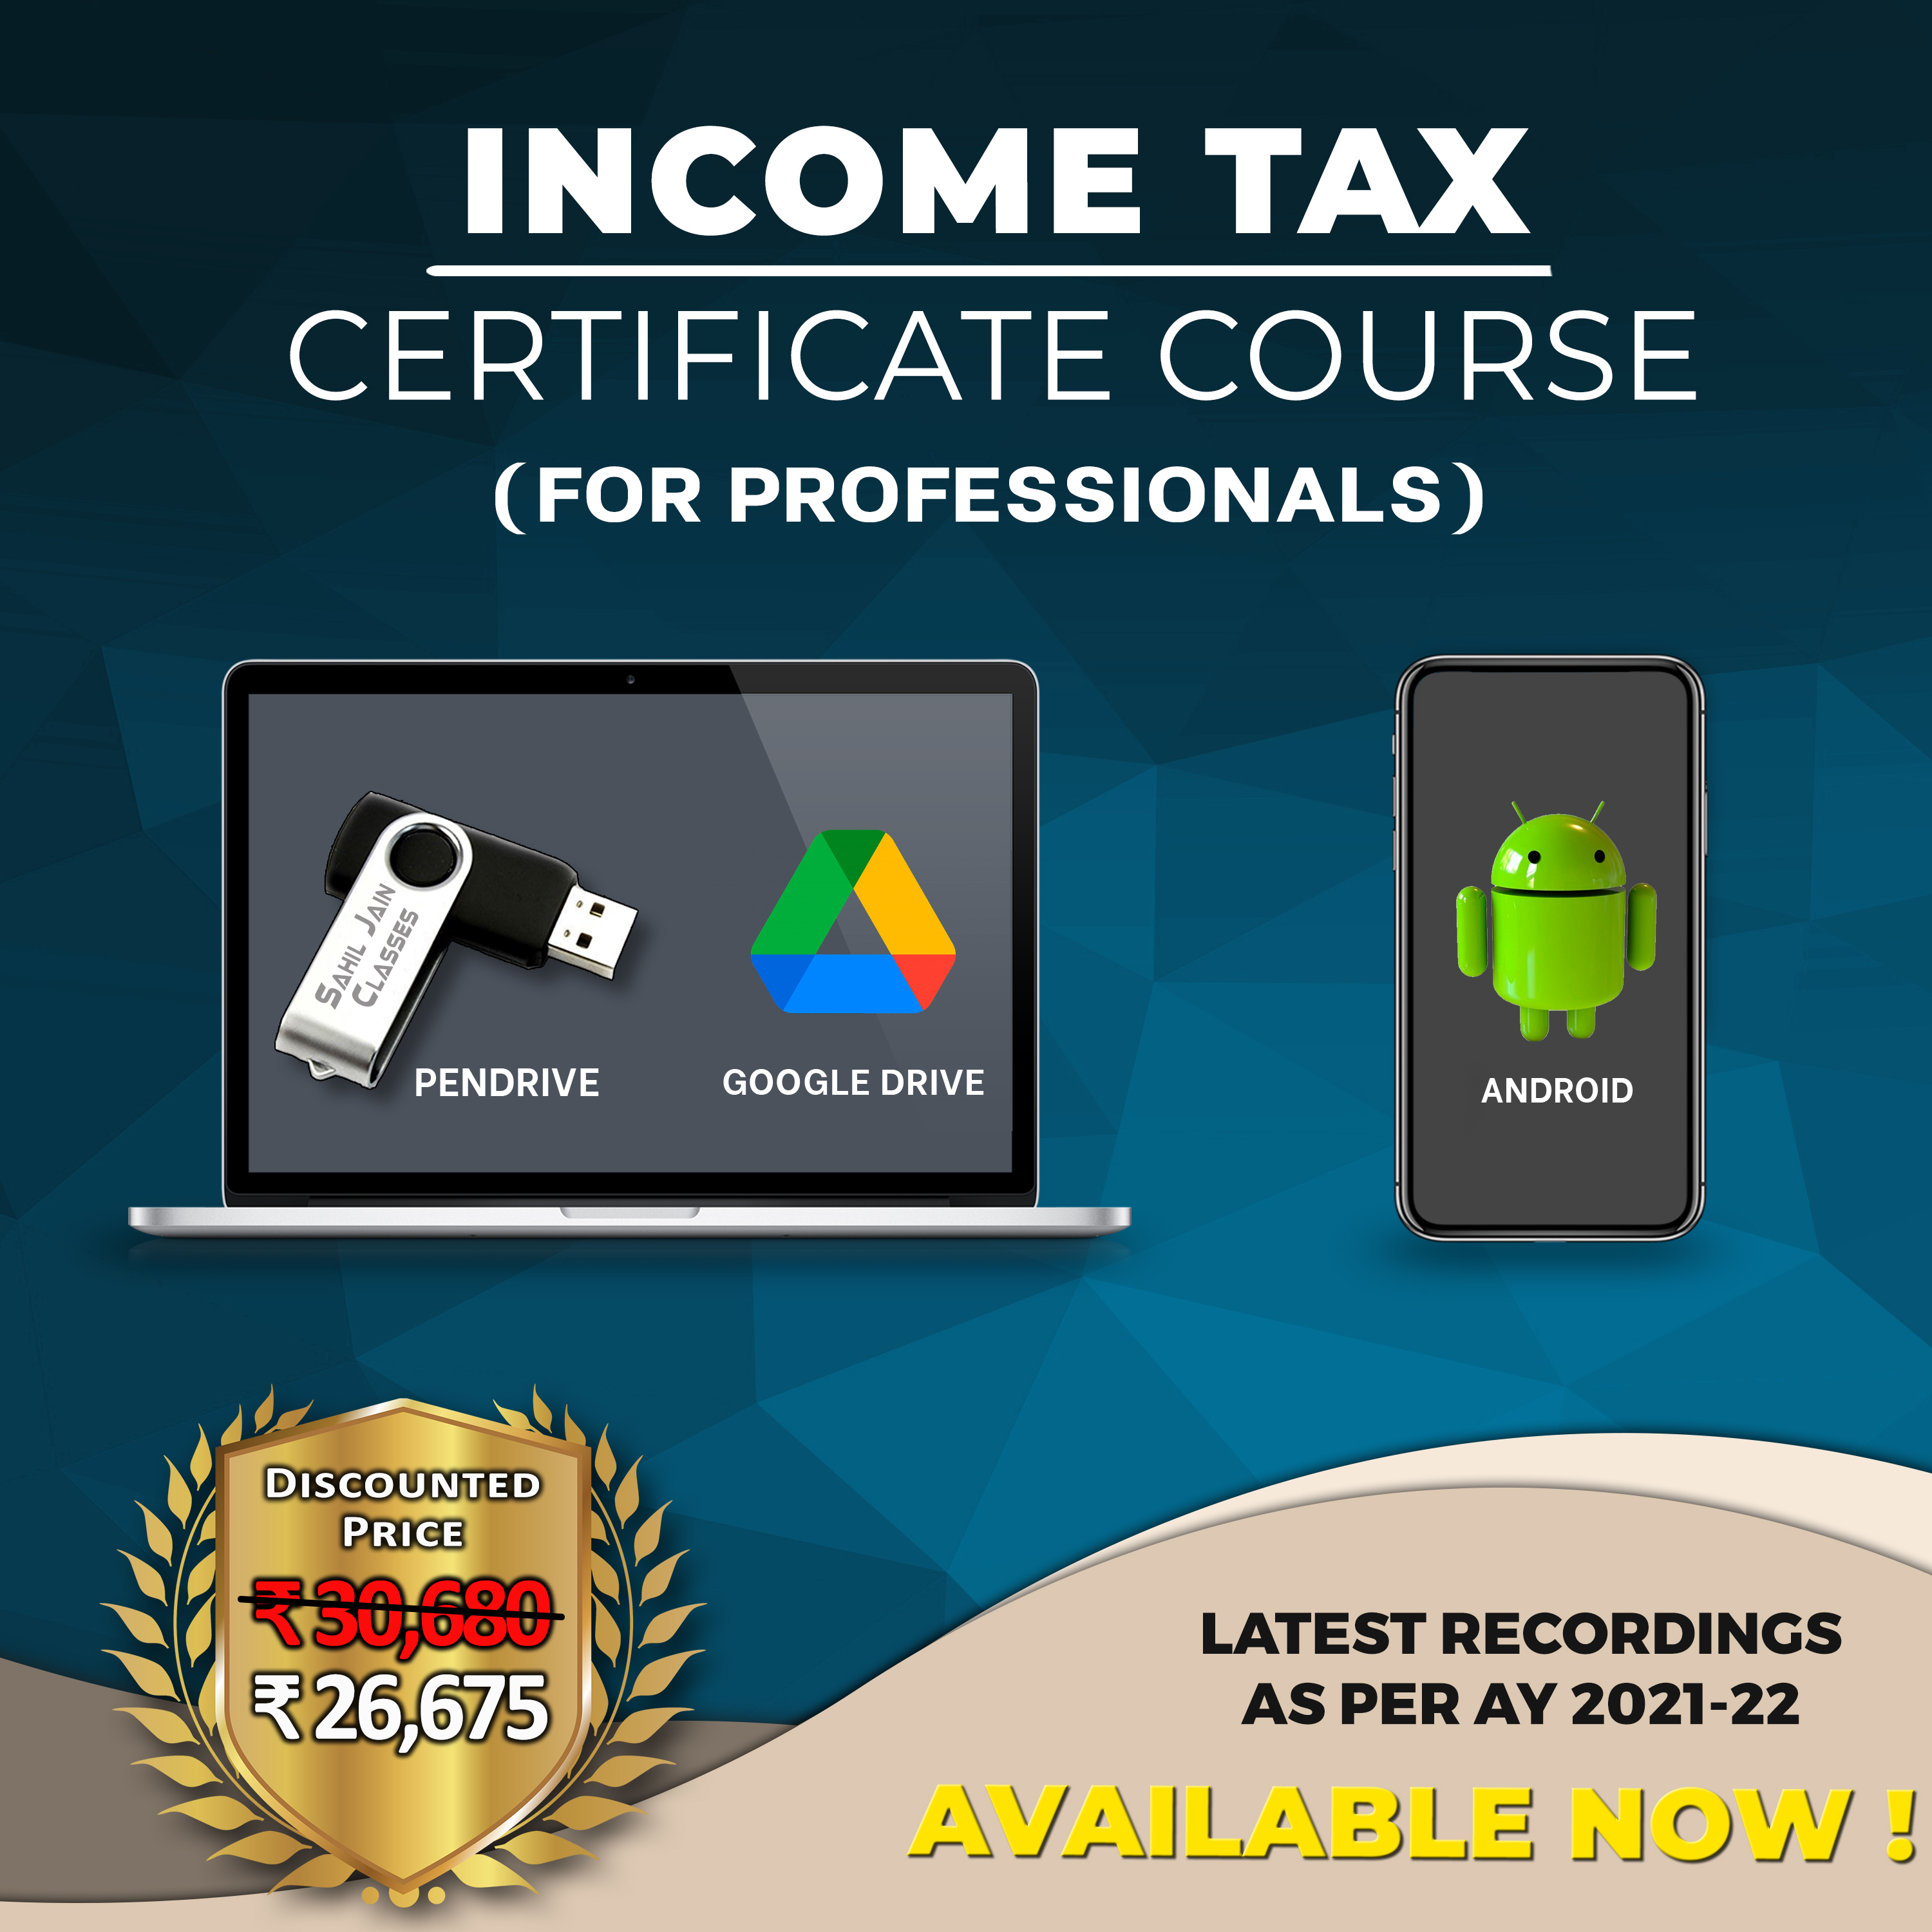 INCOME TAX
CERTIFICATE COURSE
(FOR PROFESSIONALS)
SAHIL JAIN
CLASSES
PENDRIVE
GOOGLE DRIVE
ANDROID
DISCOUNTED
PRICE
₹30,680
₹26,675
LATEST RECORDINGS
AS PER AY 2021-22
AVAILABLE NOW !